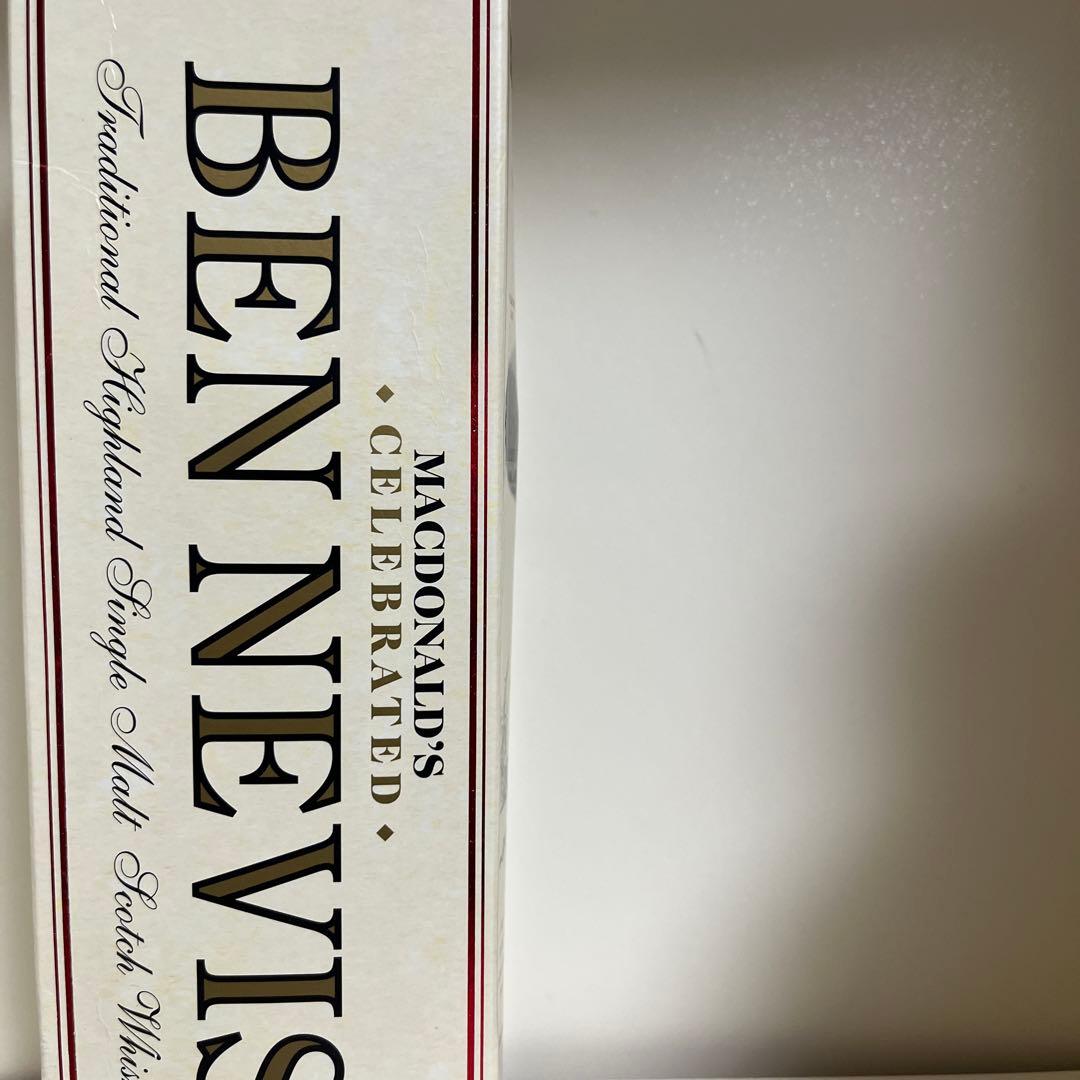 MACDONALD'S
◆ CELEBRATED ◆
BEN NEVIS
Traditional Highland Single Malt Scotch